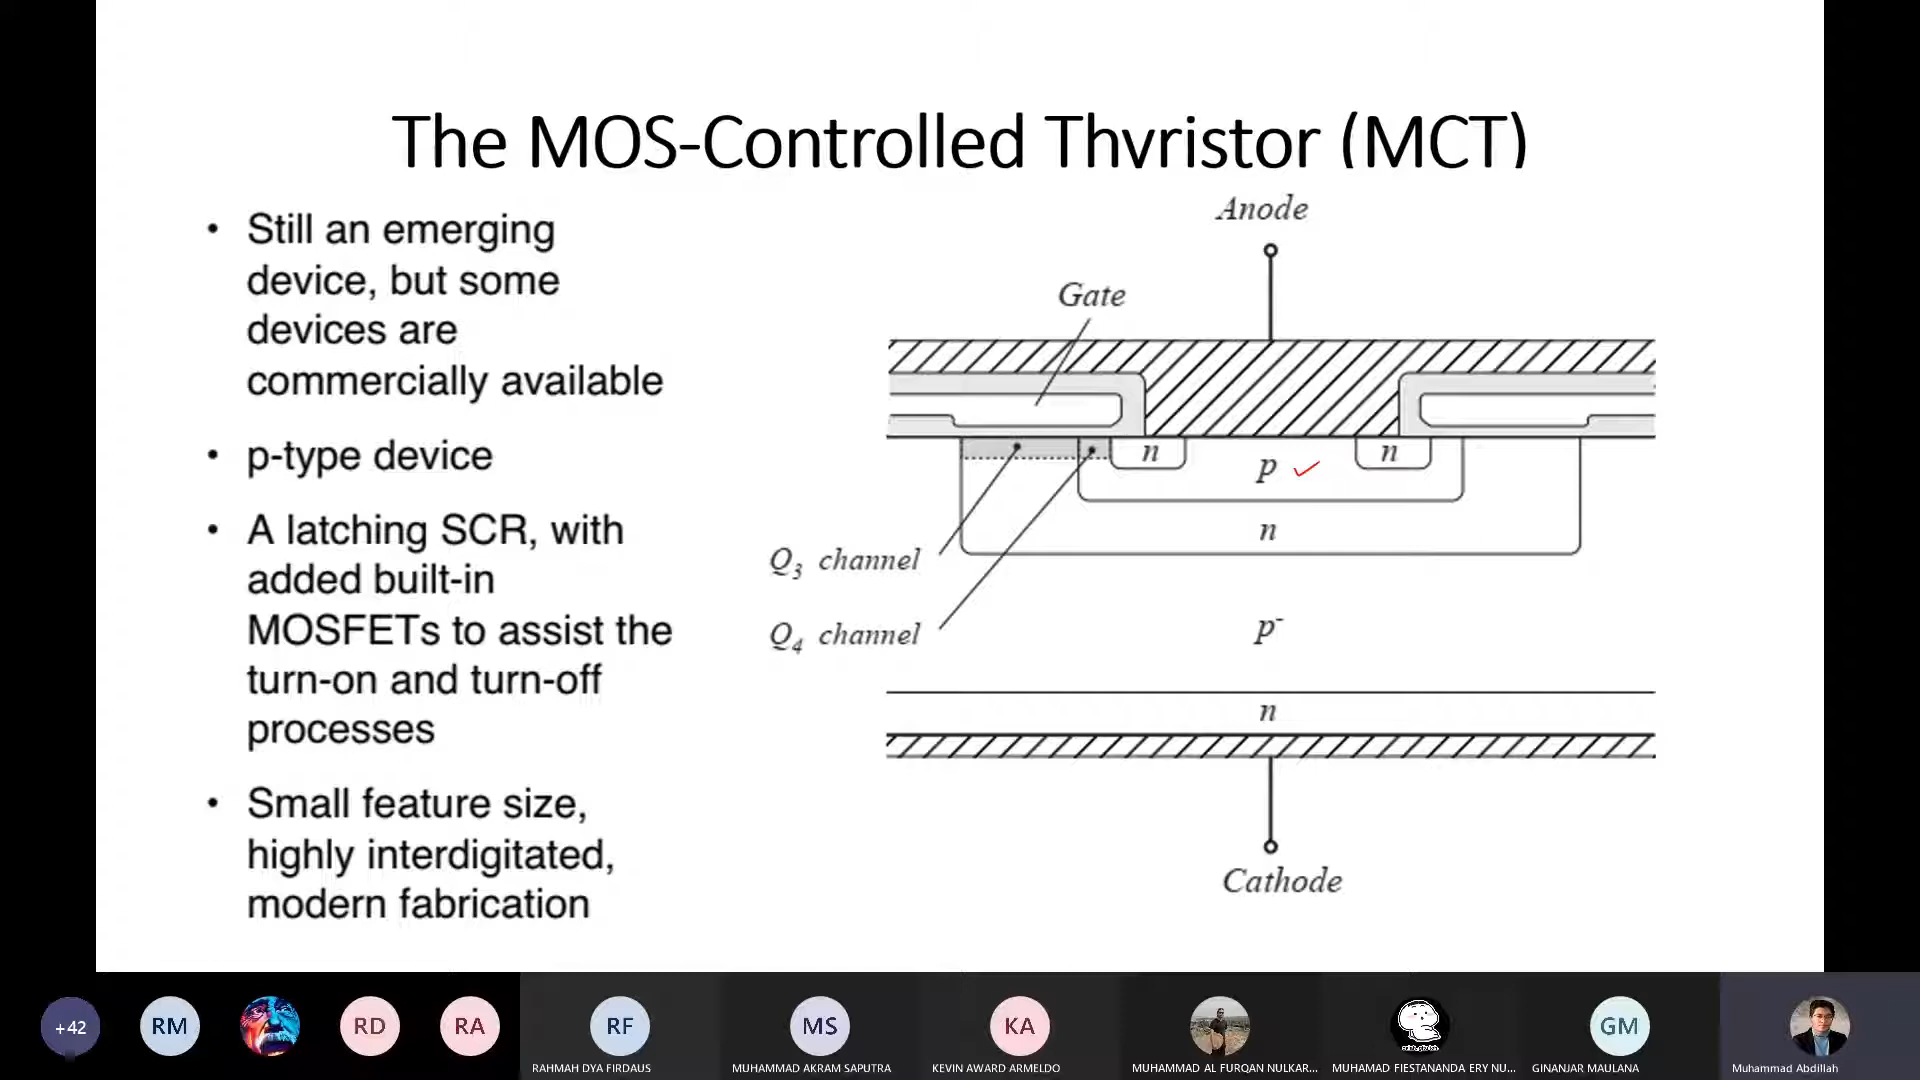 The MOS-Controlled Thyristor (MCT)
• Still an emerging
device, but some
devices are
commercially available
• p-type device
• A latching SCR, with
added built-in
MOSFETs to assist the
turn-on and turn-off
processes
• Small feature size,
highly interdigitated,
modern fabrication
Anode
Gate
n
p
n
n
Q3 channel
Q4 channel
p-
n
Cathode
+42
RM
RD
RA
RF
MS
KA
GM
RAHMAH DYA FIRDAUS
MUHAMMAD AKRAM SAPUTRA
KEVIN AWARD ARMELDO
MUHAMMAD AL FURQAN NULKAR...
MUHAMAD FIESTANANDA ERY NU...
GINANJAR MAULANA
Muhammad Abdillah